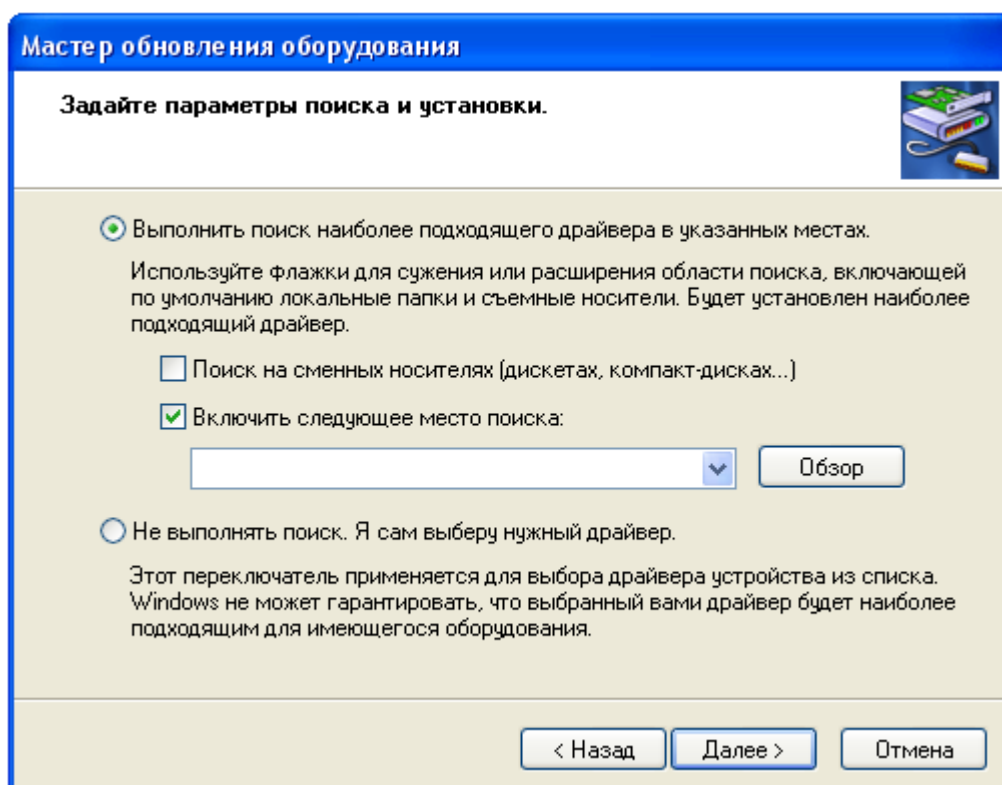 Мастер обновления оборудования
Задайте параметры поиска и установки.
Выполнить поиск наиболее подходящего драйвера в указанных местах.
Используйте флажки для сужения или расширения области поиска, включающей
по умолчанию локальные папки и съемные носители. Будет установлен наиболее
подходящий драйвер.
Поиск на сменных носителях (дискетах, компакт-дисках...)
Включить следующее место поиска:
Обзор
Не выполнять поиск. Я сам выберу нужный драйвер.
Этот переключатель применяется для выбора драйвера устройства из списка.
Windows не может гарантировать, что выбранный вами драйвер будет наиболее
подходящим для имеющегося оборудования.
< Назад
Далее >
Отмена